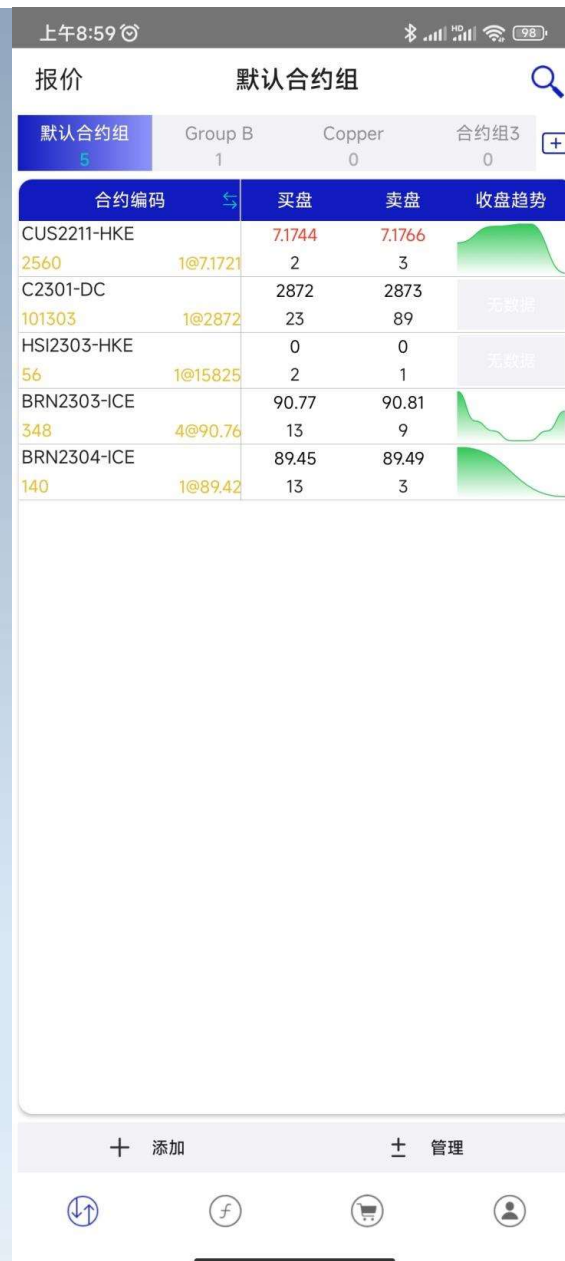 上午8:59
HD
98
报价
默认合约组
默认合约组 Group B Copper 合约组3
5 1 0 0
合约编码 买盘 卖盘 收盘趋势
CUS2211-HKE 7.1744 7.1766
2560 1@7.1721 2 3
C2301-DC 2872 2873 无数据
101303 1@2872 23 89
HSI2303-HKE 0 0 无数据
56 1@15825 2 1
BRN2303-ICE 90.77 90.81
348 4@90.76 13 9
BRN2304-ICE 89.45 89.49
140 1@89.42 13 3
添加 管理
f